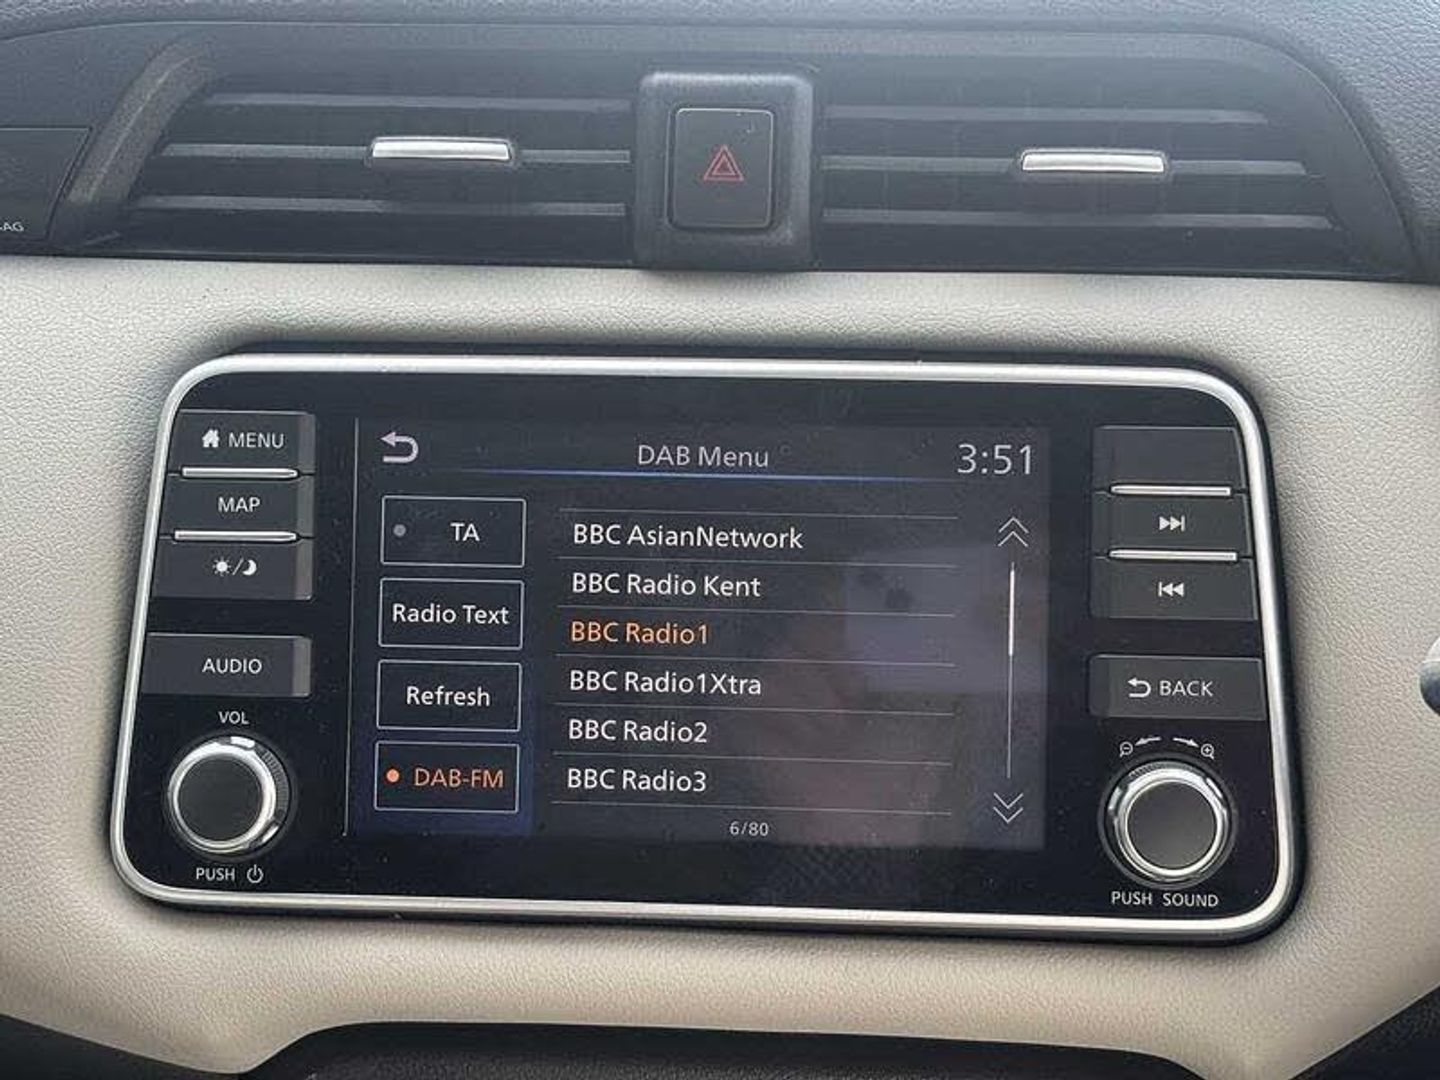 MENU
MAP
AUDIO
VOL
PUSH
DAB Menu
3:51
TA
Radio Text
Refresh
DAB-FM
BBC AsianNetwork
BBC Radio Kent
BBC Radio1
BBC Radio1Xtra
BBC Radio2
BBC Radio3
6/80
BACK
PUSH SOUND